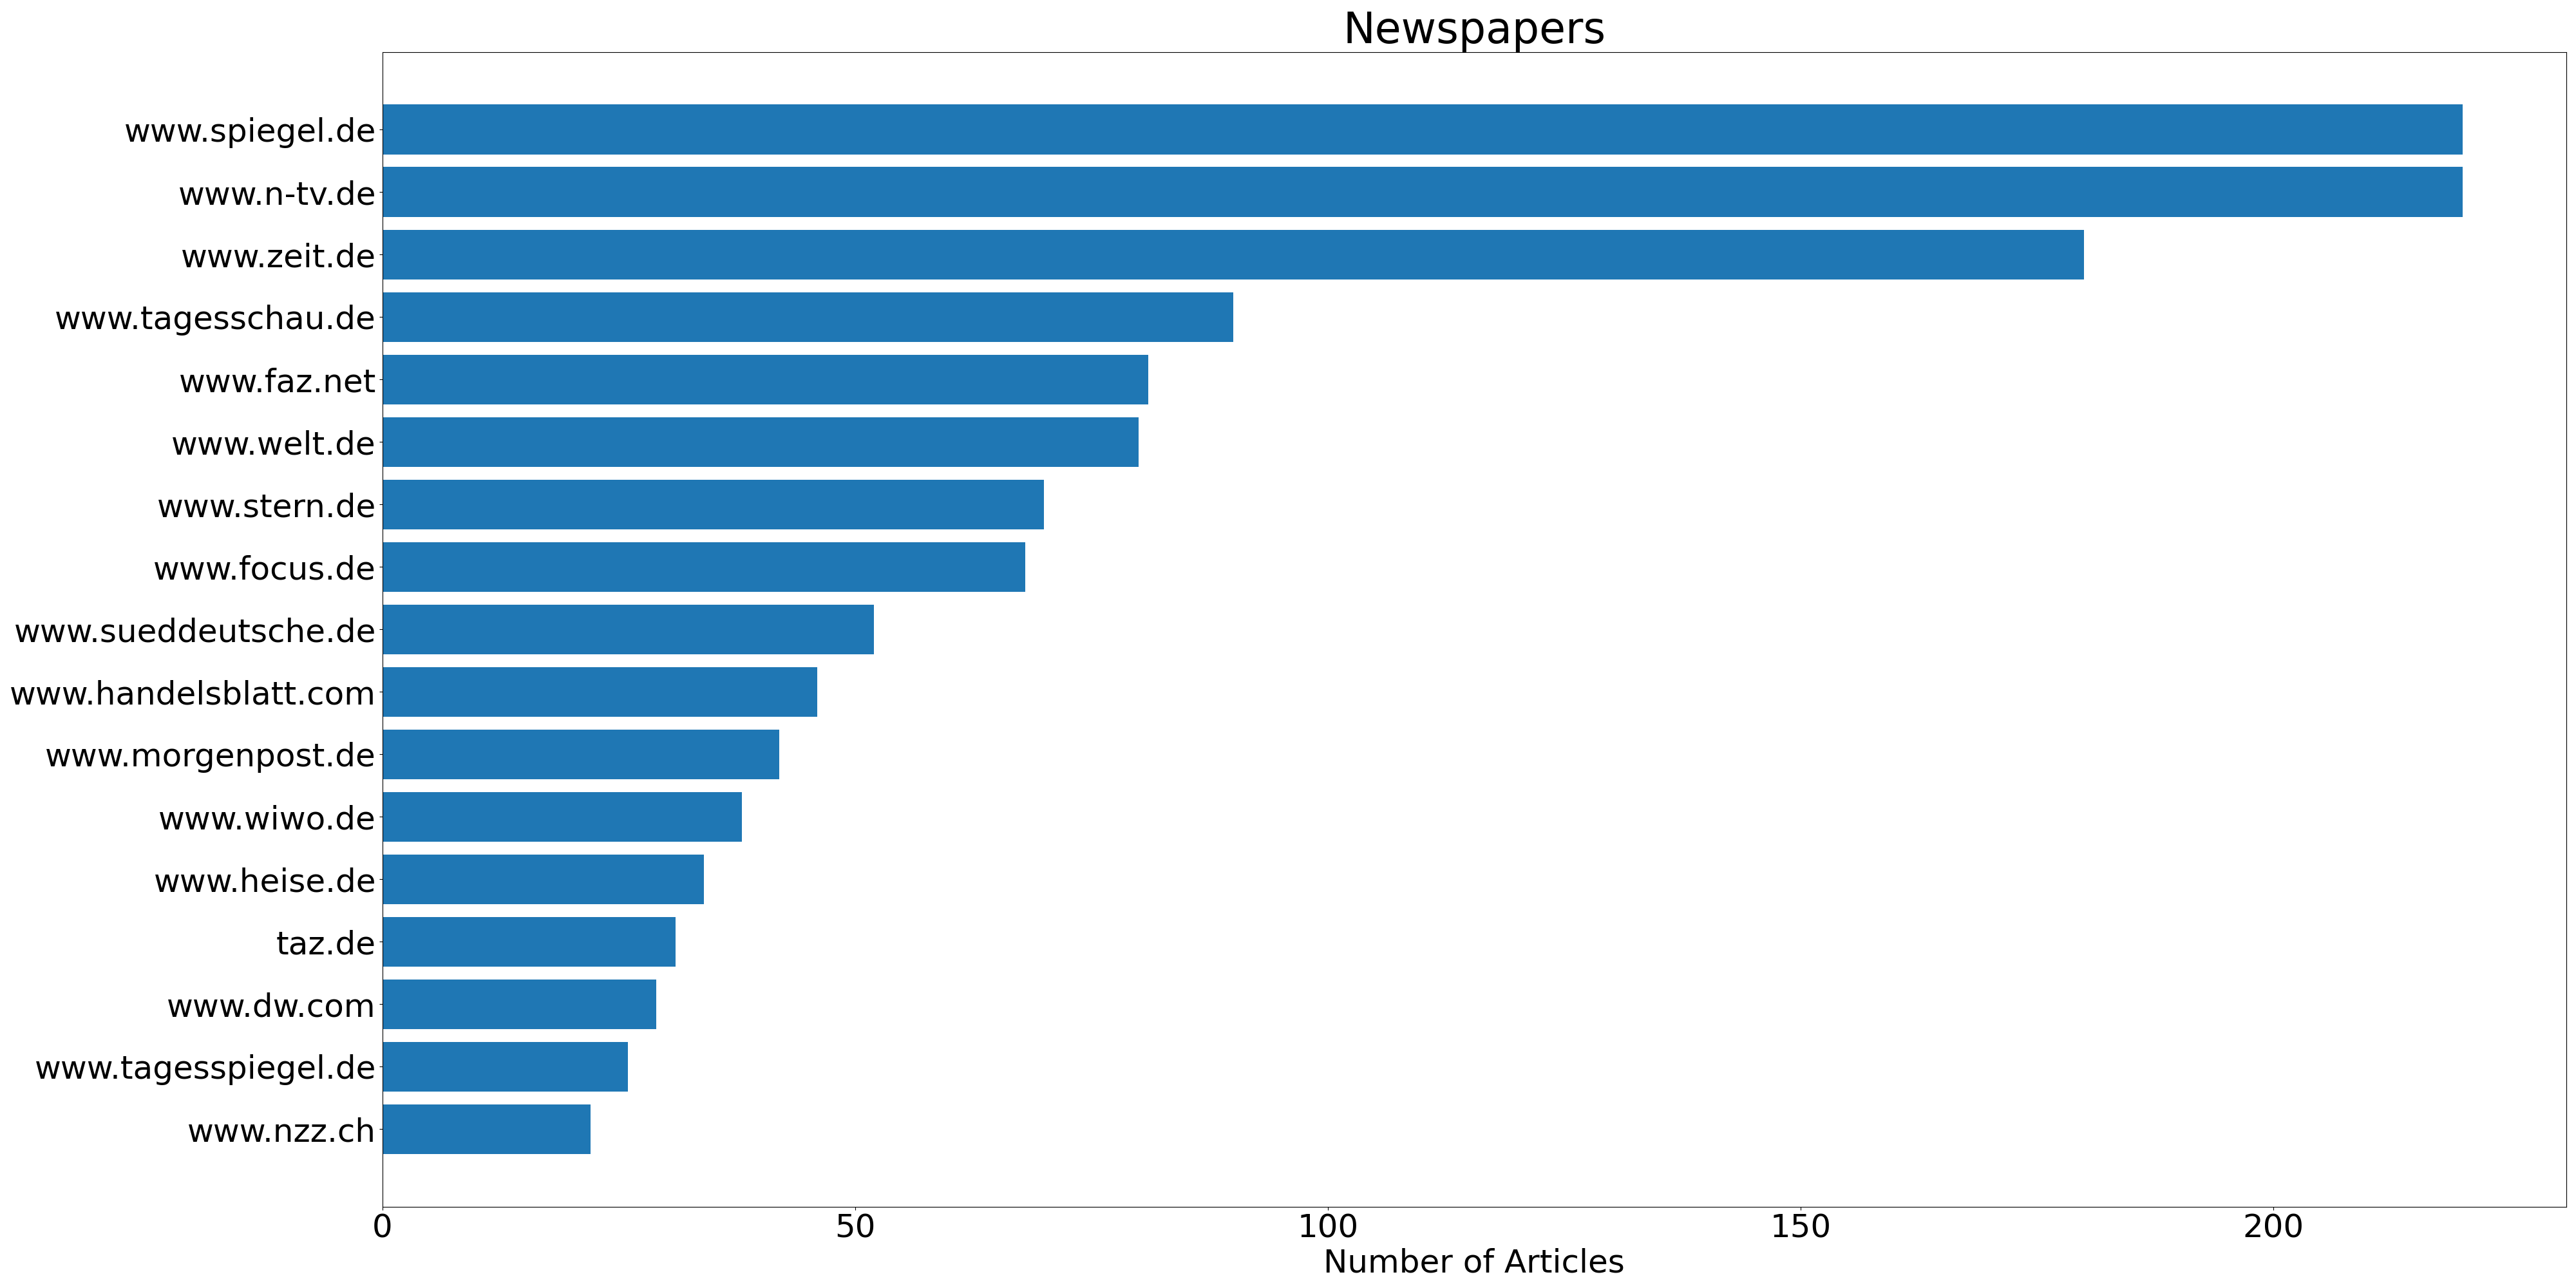 Newspapers
www.spiegel.de
www.n-tv.de
www.zeit.de
www.tagesschau.de
www.faz.net
www.welt.de
www.stern.de
www.focus.de
www.sueddeutsche.de
www.handelsblatt.com
www.morgenpost.de
www.wiwo.de
www.heise.de
taz.de
www.dw.com
www.tagesspiegel.de
www.nzz.ch
0 50 100 150 200
Number of Articles